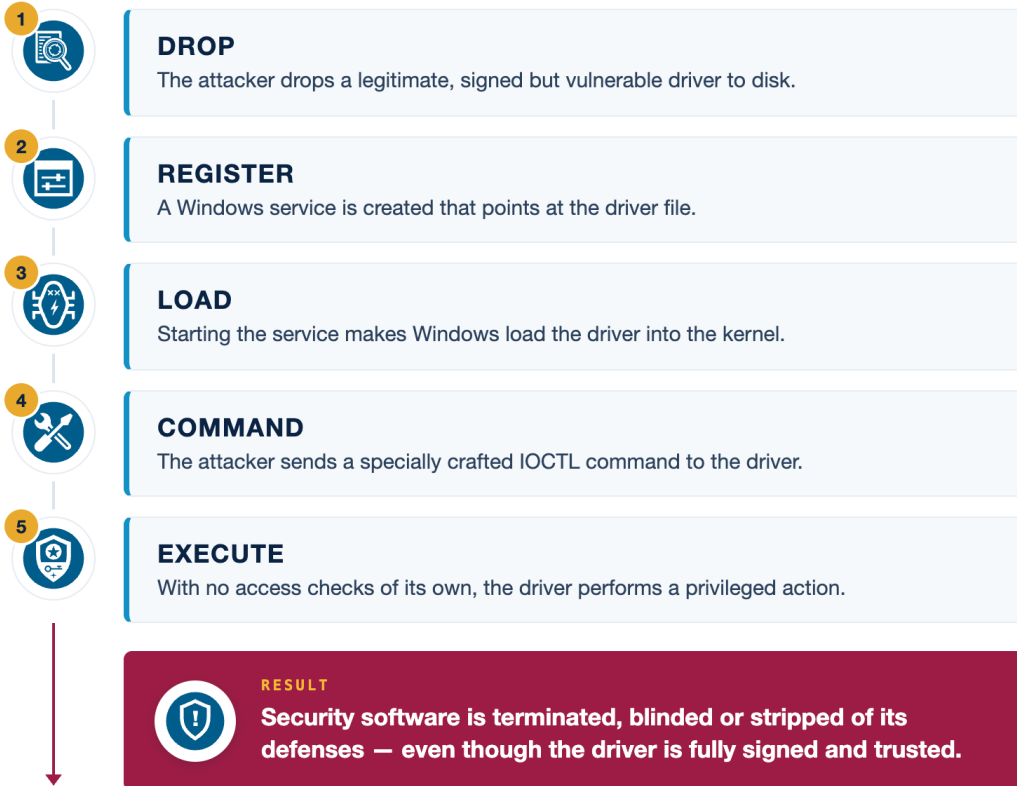 1
DROP
The attacker drops a legitimate, signed but vulnerable driver to disk.
2
REGISTER
A Windows service is created that points at the driver file.
3
LOAD
Starting the service makes Windows load the driver into the kernel.
4
COMMAND
The attacker sends a specially crafted IOCTL command to the driver.
5
EXECUTE
With no access checks of its own, the driver performs a privileged action.
RESULT
Security software is terminated, blinded or stripped of its
defenses — even though the driver is fully signed and trusted.